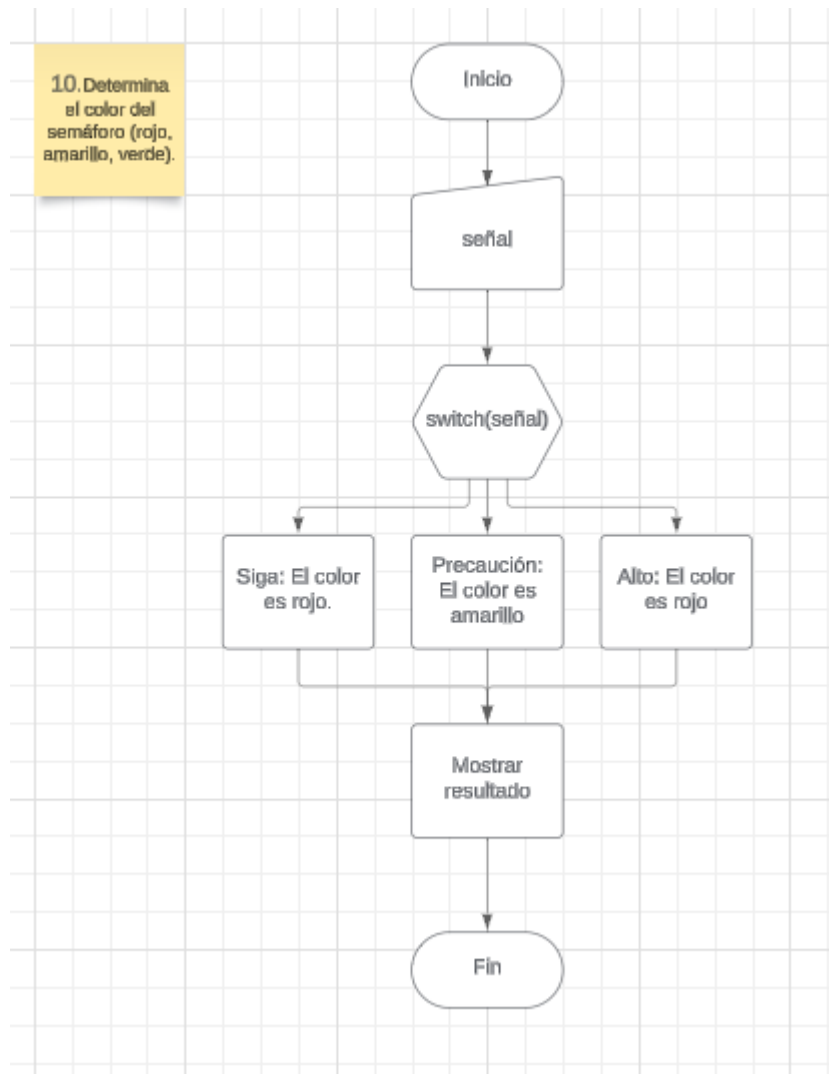 10.Determina
el color del
semáforo (rojo,
amarillo, verde).
Inicio
señal
switch(señal)
Siga: El color
es rojo.
Precaución:
El color es
amarillo
Alto: El color
es rojo
Mostrar
resultado
Fin